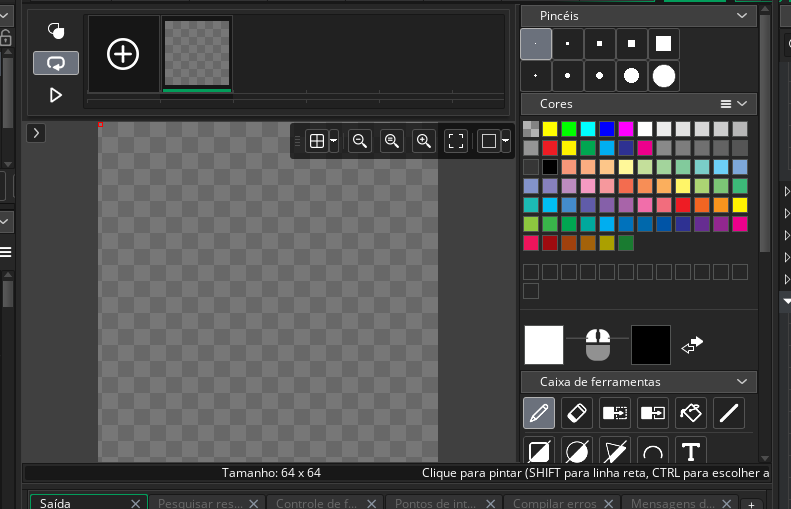 Pincéis
Cores
Caixa de ferramentas
T
Tamanho: 64 x 64
Clique para pintar (SHIFT para linha reta, CTRL para escolher a
Saída
Pesquisar res...
Controle de f...
Pontos de int...
Compilar erros
Mensagens d...